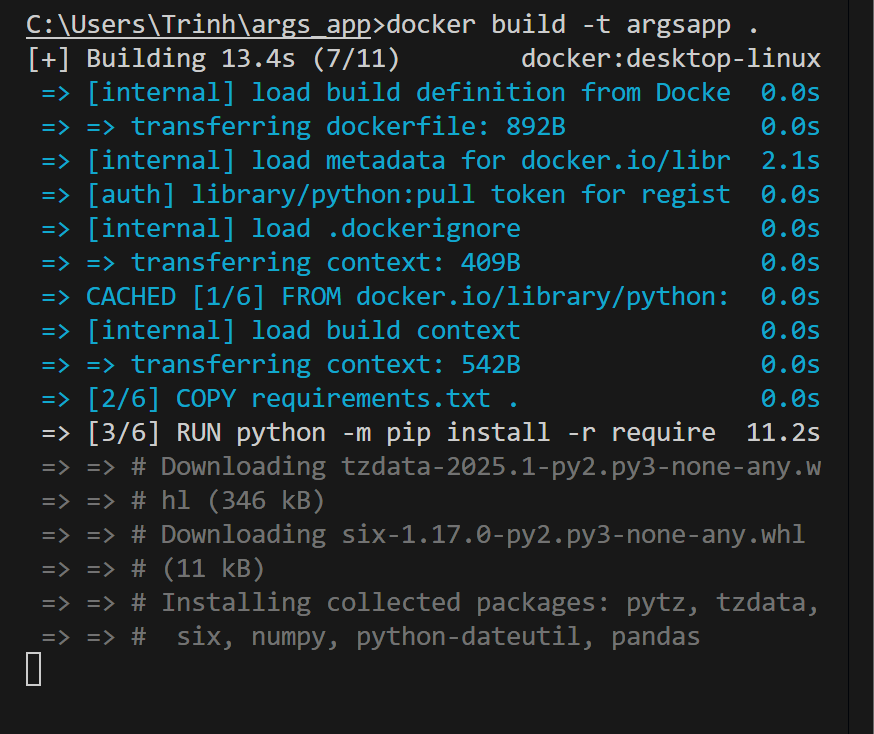 C:\Users\Trinh\args_app>docker build -t argsapp .
[+] Building 13.4s (7/11) docker:desktop-linux
=> [internal] load build definition from Docke 0.0s
=> => transferring dockerfile: 892B 0.0s
=> [internal] load metadata for docker.io/libr 2.1s
=> [auth] library/python:pull token for regist 0.0s
=> [internal] load .dockerignore 0.0s
=> => transferring context: 409B 0.0s
=> CACHED [1/6] FROM docker.io/library/python: 0.0s
=> [internal] load build context 0.0s
=> => transferring context: 542B 0.0s
=> [2/6] COPY requirements.txt . 0.0s
=> [3/6] RUN python -m pip install -r require 11.2s
=> => # Downloading tzdata-2025.1-py2.py3-none-any.w
=> => # hl (346 kB)
=> => # Downloading six-1.17.0-py2.py3-none-any.whl
=> => # (11 kB)
=> => # Installing collected packages: pytz, tzdata,
=> => #  six, numpy, python-dateutil, pandas